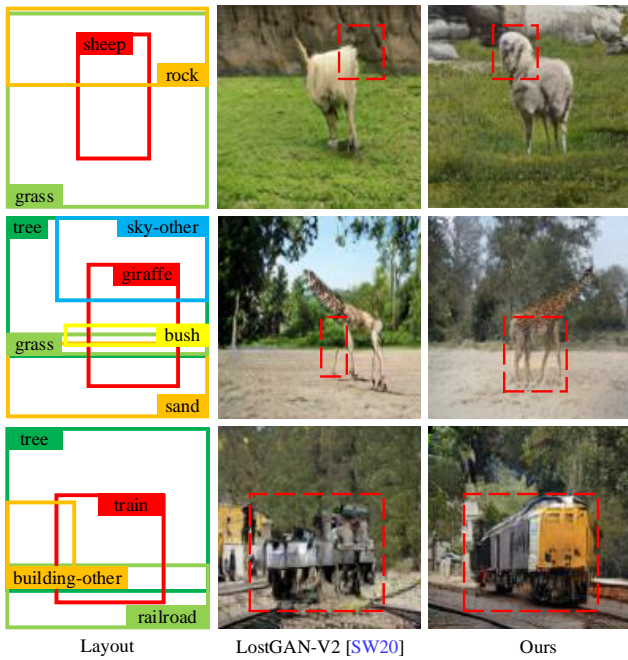 sheep
rock
grass
tree
sky-other
giraffe
bush
grass
sand
tree
train
building-other
railroad
Layout
LostGAN-V2 [SW20]
Ours